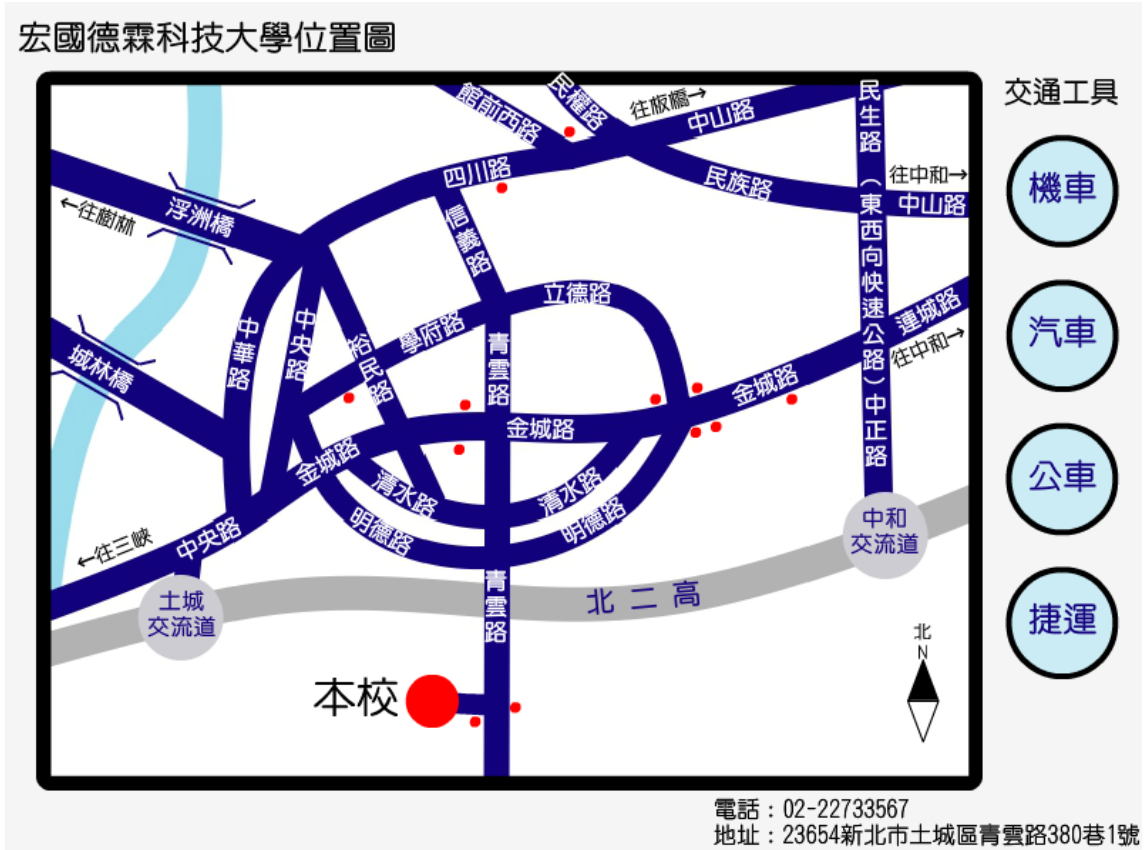 宏國德霖科技大學位置圖
交通工具
機車
汽車
公車
捷運
館前西路
民權路
往板橋→
中山路
民生路（東西向快速公路）中正路
四川路
民族路
往中和→
中山路
←往樹林
浮洲橋
信義路
立德路
學府路
中華路
中央路
裕民路
青雲路
連城路
往中和→
城林橋
金城路
金城路
金城路
清水路
清水路
明德路
明德路
中央路
←往三峽
土城
交流道
中和
交流道
北二高
青雲路
本校
北
N
電話：02-22733567
地址：23654新北市土城區青雲路380巷1號